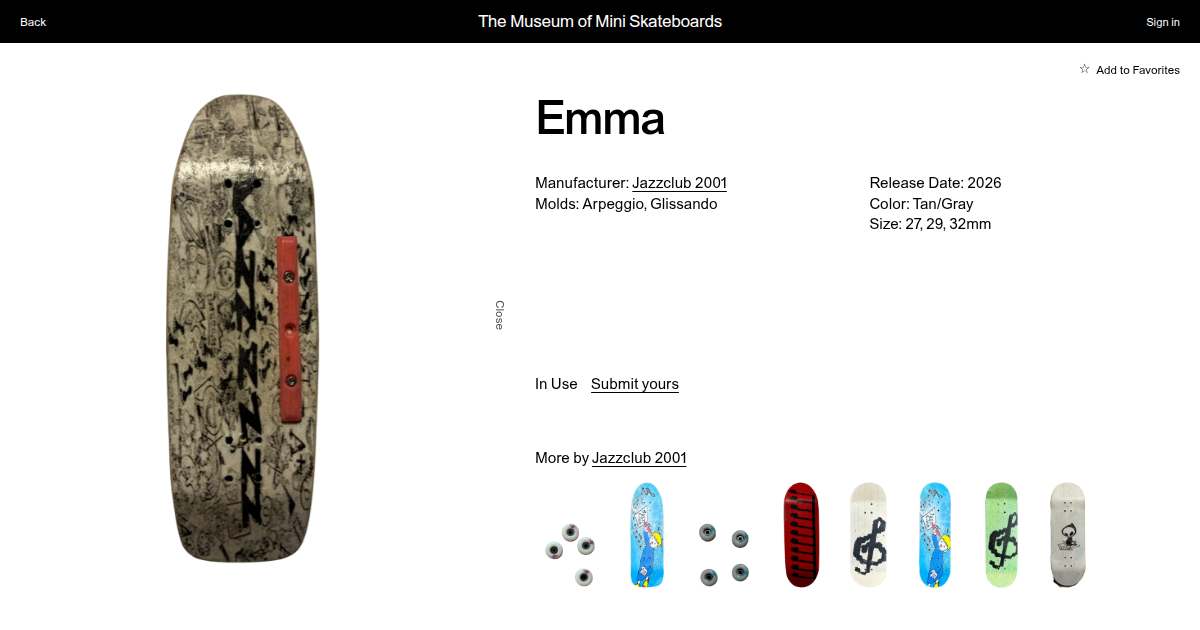 Back
The Museum of Mini Skateboards
Sign in
☆ Add to Favorites
Emma
Manufacturer: Jazzclub 2001
Molds: Arpeggio, Glissando
Release Date: 2026
Color: Tan/Gray
Size: 27, 29, 32mm
Close
In Use Submit yours
More by Jazzclub 2001